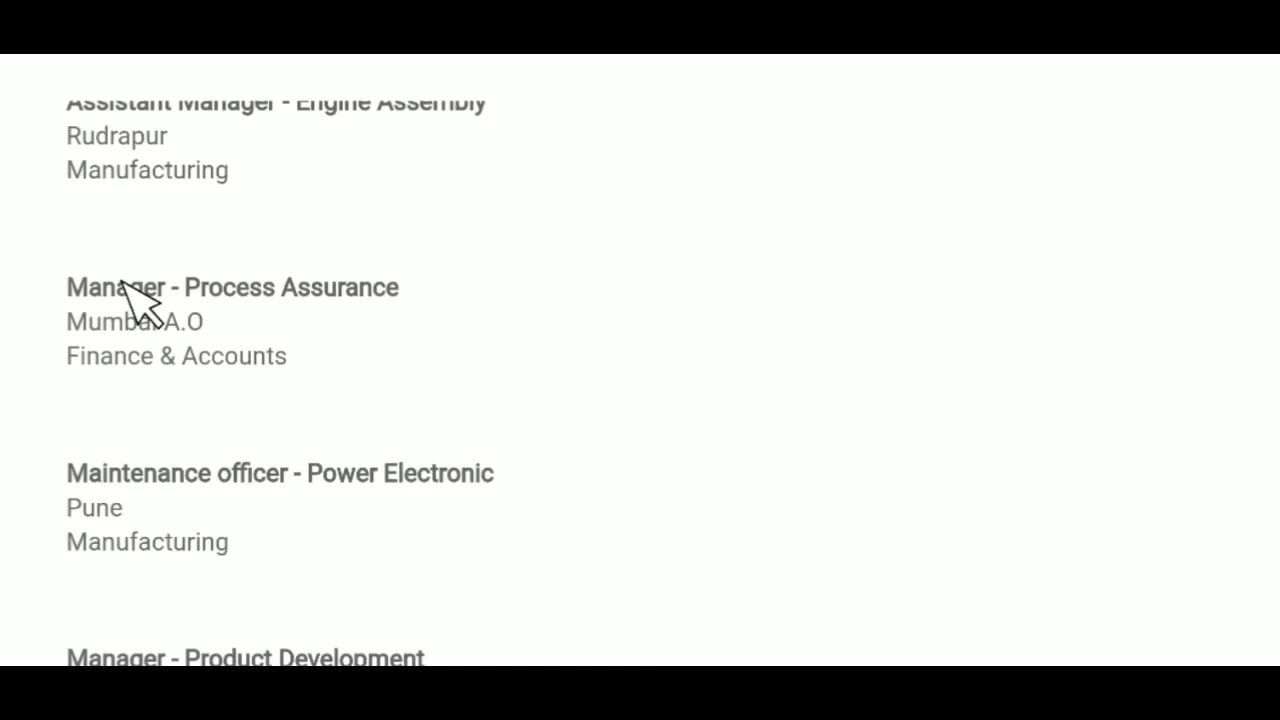 Assistant Manager - Engine Assembly
Rudrapur
Manufacturing
Manager - Process Assurance
Mumbai A.O
Finance & Accounts
Maintenance officer - Power Electronic
Pune
Manufacturing
Manager - Product Development